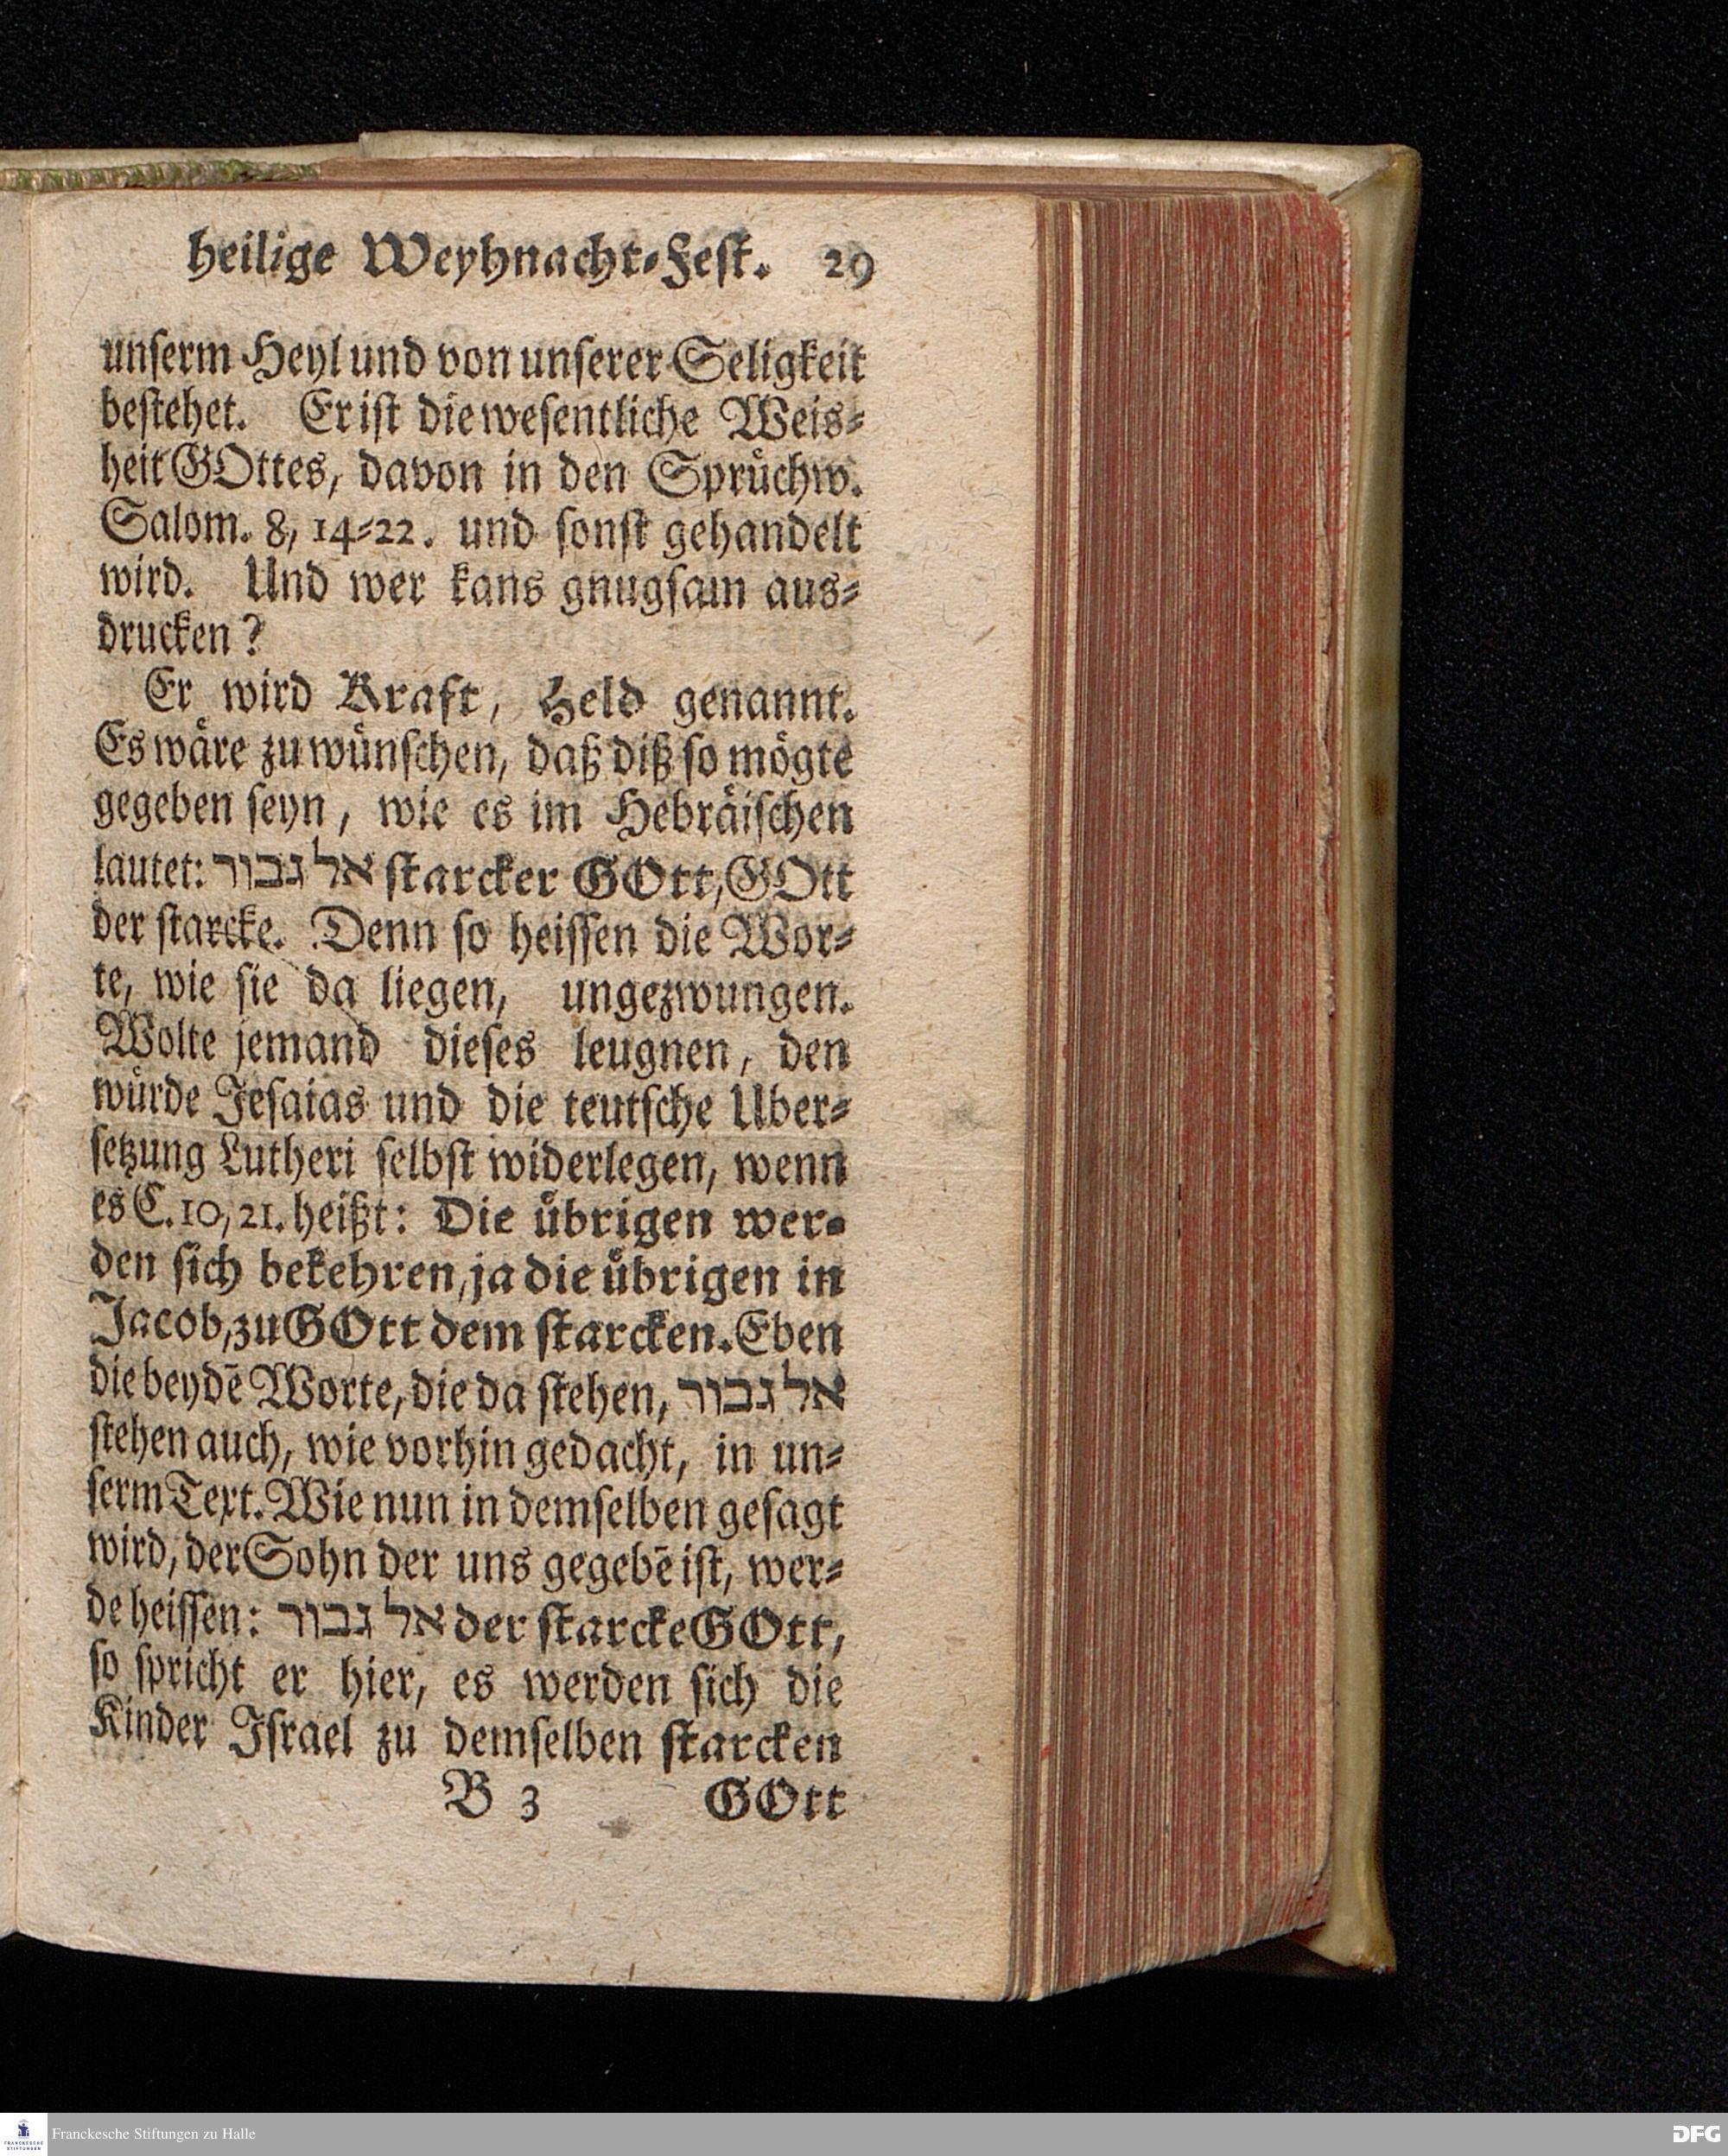 heilige Weyhnacht-Fest. 29
unserm Heyl und von unserer Seligkeit
bestehet. Er ist die wesentliche Weis-
heit GOttes, davon in den Sprüchw.
Salom. 8, 14-22. und sonst gehandelt
wird. Und wer kans gnugsam aus-
drucken?
Er wird Kraft, Held genannt.
Es wäre zu wünschen, daß diß so mögte
gegeben seyn, wie es im Hebräischen
lautet: אל גבור starcker GOtt, GOtt
der starcke. Denn so heissen die Wor-
te, wie sie da liegen, ungezwungen.
Wolte jemand dieses leugnen, den
würde Jesaias und die teutsche Uber-
setzung Lutheri selbst widerlegen, wenn
es C. 10, 21. heißt: Die übrigen wer-
den sich bekehren, ja die übrigen in
Jacob, zu GOtt dem starcken. Eben
die beydē Worte, die da stehen, אל גבור
stehen auch, wie vorhin gedacht, in un-
serm Text. Wie nun in demselben gesagt
wird, der Sohn der uns gegebē ist, wer-
de heissen: אל גבור der starcke GOtt,
so spricht er hier, es werden sich die
Kinder Israel zu demselben starcken
B 3 GOtt
FRANCKESCHE STIFTUNGEN
Franckesche Stiftungen zu Halle
DFG